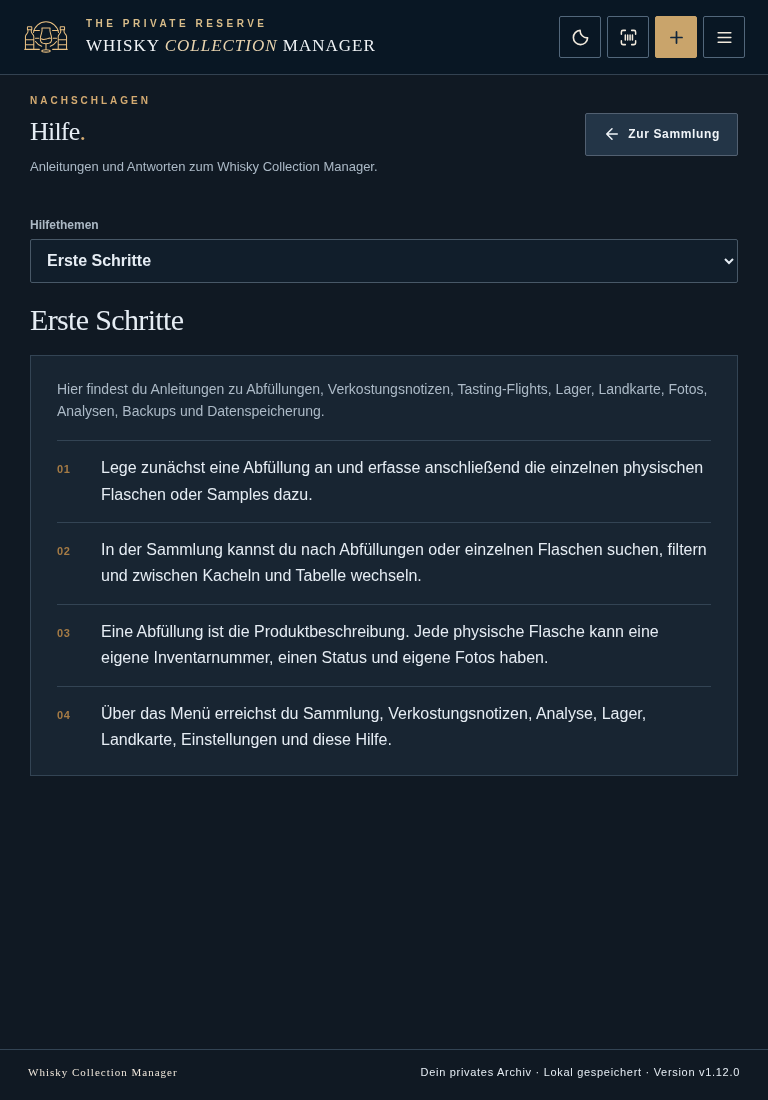 THE PRIVATE RESERVE
WHISKY COLLECTION MANAGER
NACHSCHLAGEN
Hilfe.
Anleitungen und Antworten zum Whisky Collection Manager.
Zur Sammlung
Hilfethemen
Erste Schritte
Erste Schritte
Hier findest du Anleitungen zu Abfüllungen, Verkostungsnotizen, Tasting-Flights, Lager, Landkarte, Fotos,
Analysen, Backups und Datenspeicherung.
01 Lege zunächst eine Abfüllung an und erfasse anschließend die einzelnen physischen
Flaschen oder Samples dazu.
02 In der Sammlung kannst du nach Abfüllungen oder einzelnen Flaschen suchen, filtern
und zwischen Kacheln und Tabelle wechseln.
03 Eine Abfüllung ist die Produktbeschreibung. Jede physische Flasche kann eine
eigene Inventarnummer, einen Status und eigene Fotos haben.
04 Über das Menü erreichst du Sammlung, Verkostungsnotizen, Analyse, Lager,
Landkarte, Einstellungen und diese Hilfe.
Whisky Collection Manager
Dein privates Archiv · Lokal gespeichert · Version v1.12.0